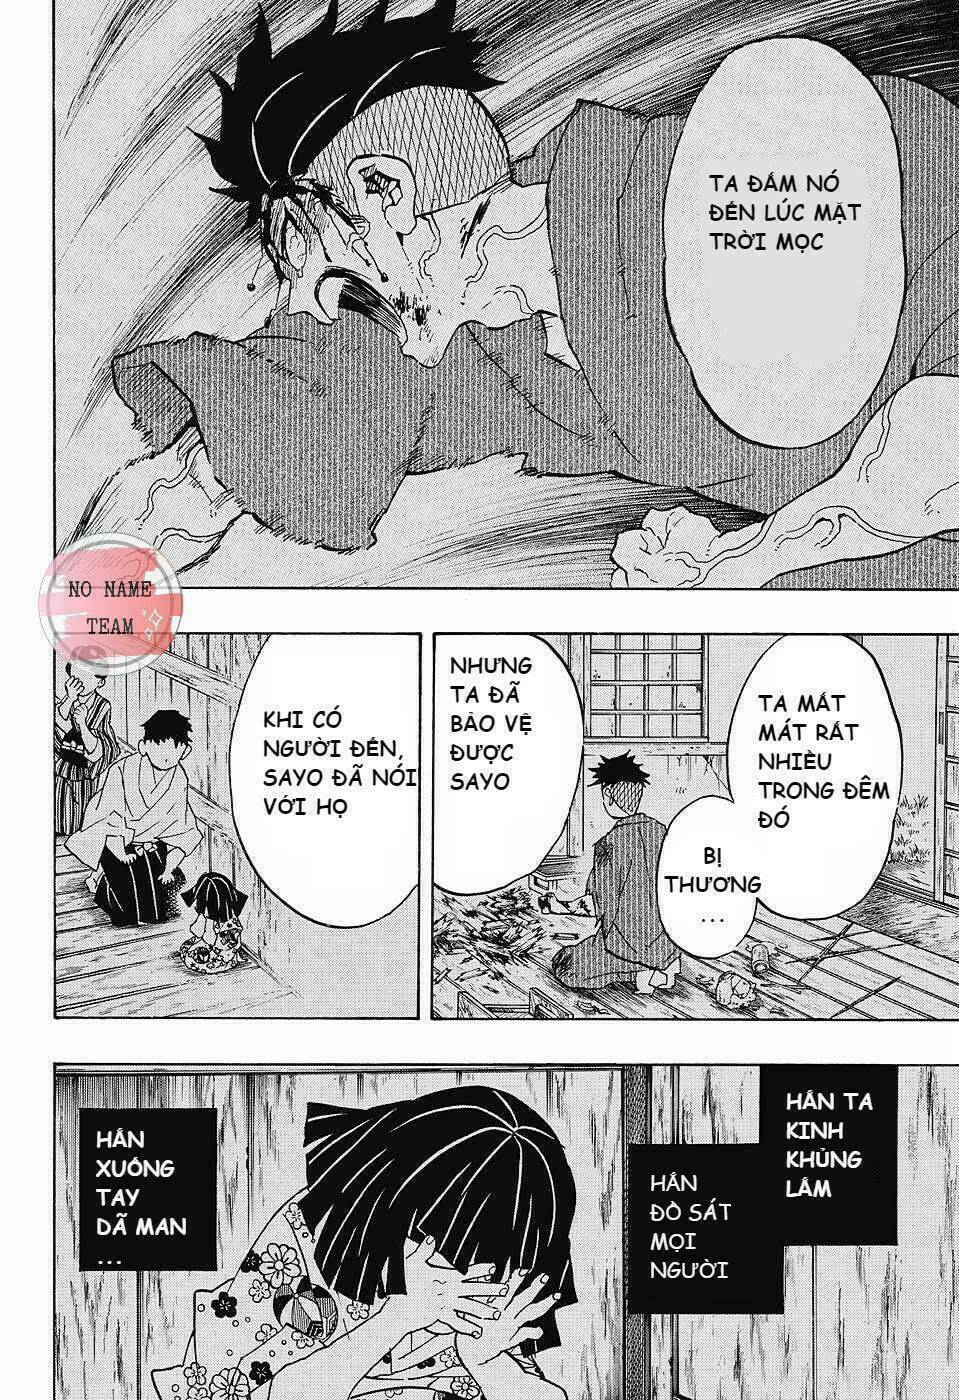 TA ĐẤM NÓ
ĐẾN LÚC MẶT
TRỜI MỌC
NO NAME
TEAM
TA MẤT
MÁT RẤT
NHIỀU
TRONG ĐÊM
ĐÓ
BỊ
THƯƠNG
...
NHƯNG
TA ĐÃ
BẢO VỆ
ĐƯỢC
SAYO
KHI CÓ
NGƯỜI ĐẾN,
SAYO ĐÃ NÓI
VỚI HỌ
HẮN TA
KINH
KHỦNG
LẮM
HẮN
ĐỒ SÁT
MỌI
NGƯỜI
HẮN
XUỐNG
TAY
DÃ MAN
...